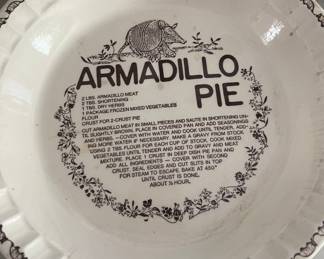 ARMADILLO
PIE
2 LBS. ARMADILLO MEAT
2 TBS. SHORTENING
1 TBS. DRY HERBS
1 PACKAGE FROZEN MIXED VEGETABLES
FLOUR
CRUST FOR 2-CRUST PIE
CUT ARMADILLO MEAT IN SMALL PIECES AND SAUTE IN SHORTENING UN-
TIL SLIGHTLY BROWN. PLACE IN COVERED PAN AND ADD SEASONINGS
AND HERBS. —COVER WITH WATER AND COOK UNTIL TENDER, ADD-
ING MORE WATER IF NECESSARY. MAKE A GRAVY FROM STOCK,
USING 2 TBS. FLOUR FOR EACH CUP OF STOCK, COOK MIXED
VEGETABLES UNTIL TENDER AND ADD TO GRAVY AND MEAT
MIXTURE. PLACE 1 CRUST IN DEEP DISH PIE PAN AND
ADD ALL INGREDIENTS — COVER WITH SECOND
CRUST, SEAL EDGES AND CUT SLITS IN TOP
FOR STEAM TO ESCAPE. BAKE AT 450°
UNTIL CRUST IS DONE.
ABOUT ½ HOUR.